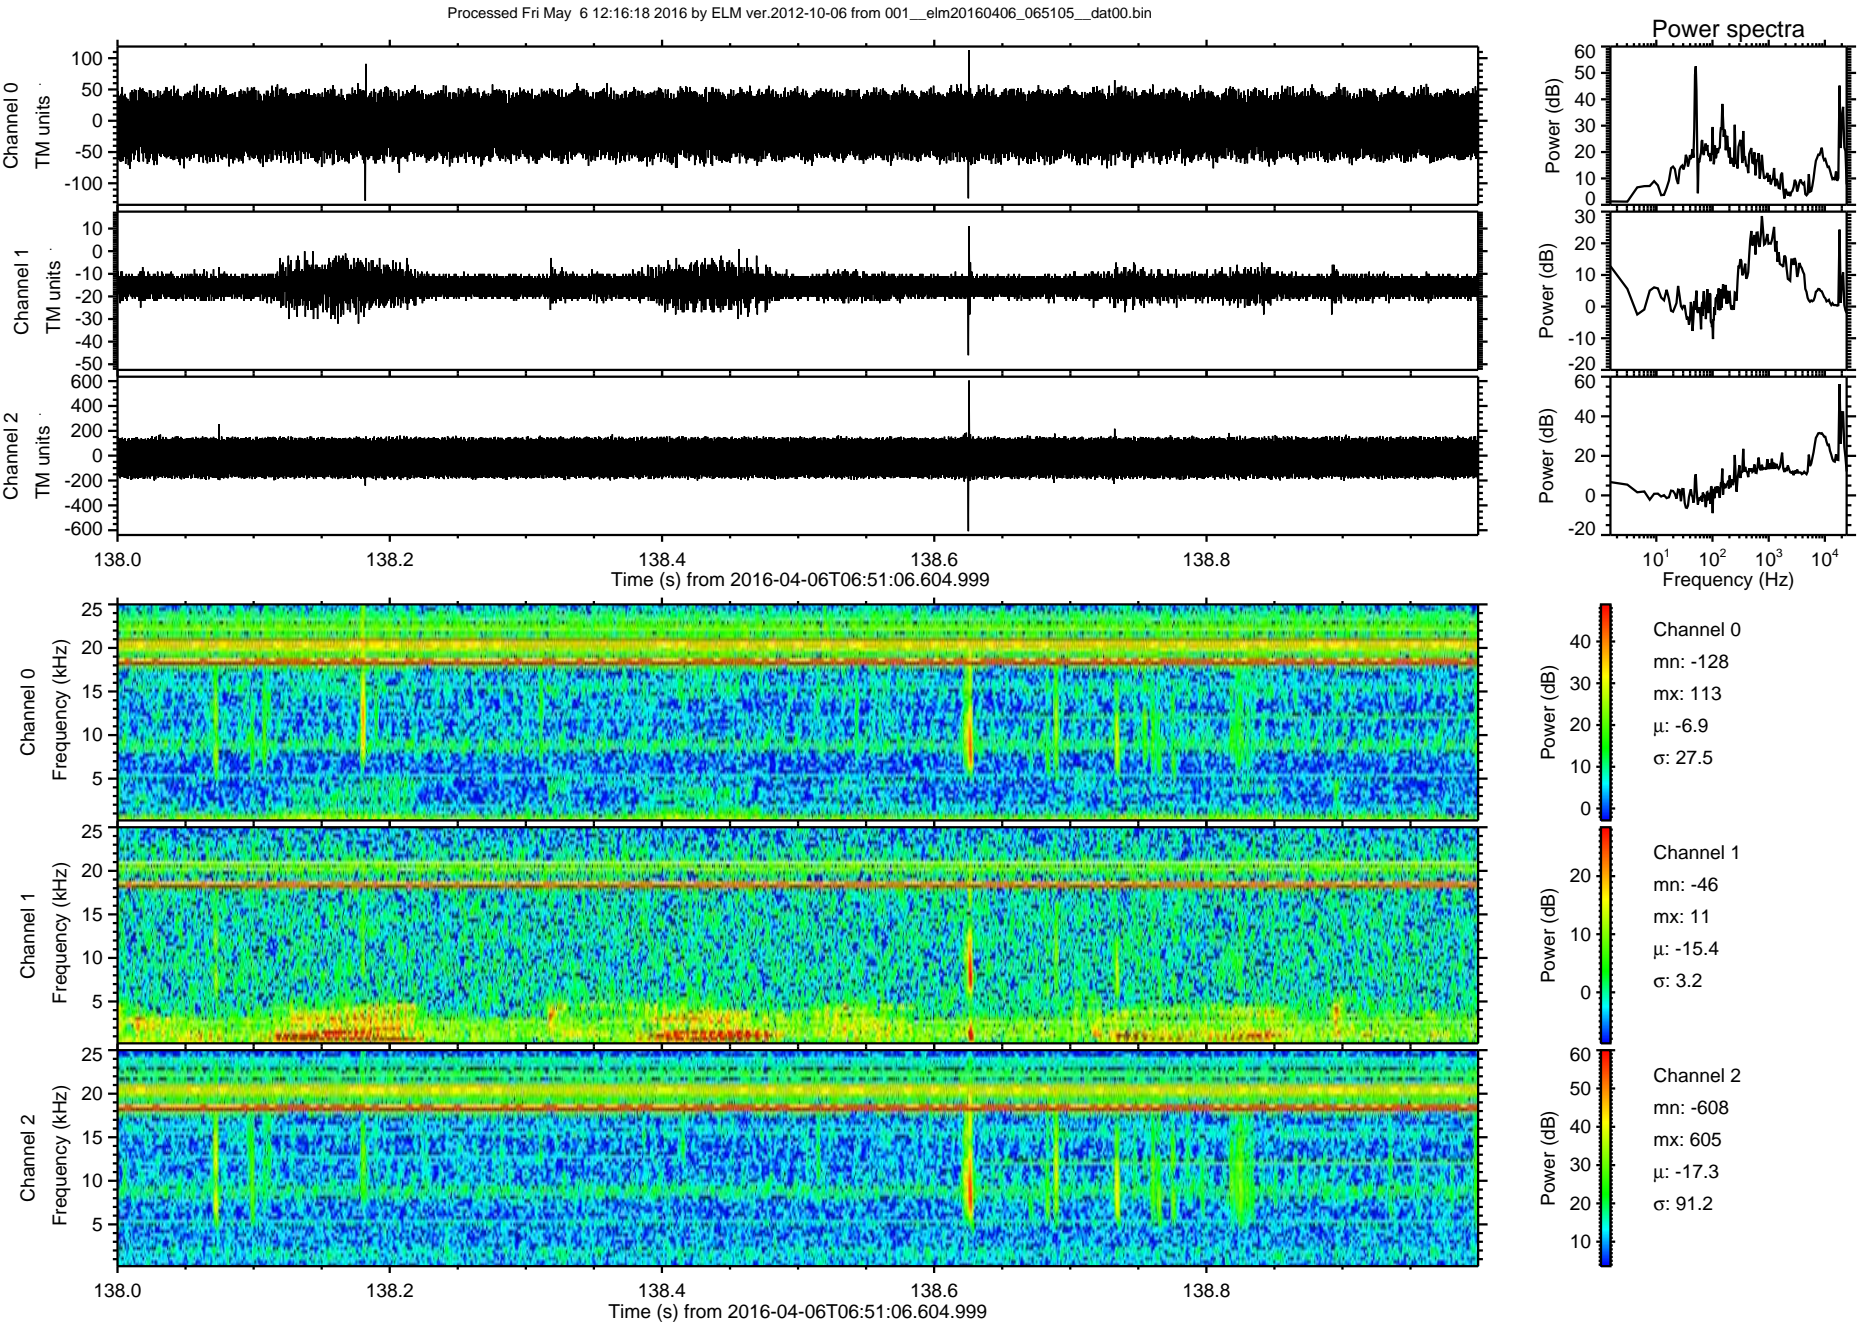 Processed Fri May  6 12:16:18 2016 by ELM ver.2012-10-06 from 001__elm20160406_065105__dat00.bin
Power spectra
Channel 0
TM units
100
50
0
-50
-100
Power (dB)
60
50
40
30
20
10
0
Channel 1
TM units
10
0
-10
-20
-30
-40
-50
Power (dB)
30
20
10
0
-10
-20
Channel 2
TM units
600
400
200
0
-200
-400
-600
Power (dB)
60
40
20
0
-20
138.0 138.2 138.4 138.6 138.8
Time (s) from 2016-04-06T06:51:06.604.999
10¹ 10² 10³ 10⁴
Frequency (Hz)
Channel 0
Frequency (kHz)
25
20
15
10
5
Power (dB)
40
30
20
10
0
Channel 0
mn: -128
mx: 113
μ: -6.9
σ: 27.5
Channel 1
Frequency (kHz)
25
20
15
10
5
Power (dB)
20
10
0
Channel 1
mn: -46
mx: 11
μ: -15.4
σ: 3.2
Channel 2
Frequency (kHz)
25
20
15
10
5
Power (dB)
60
50
40
30
20
10
Channel 2
mn: -608
mx: 605
μ: -17.3
σ: 91.2
138.0 138.2 138.4 138.6 138.8
Time (s) from 2016-04-06T06:51:06.604.999